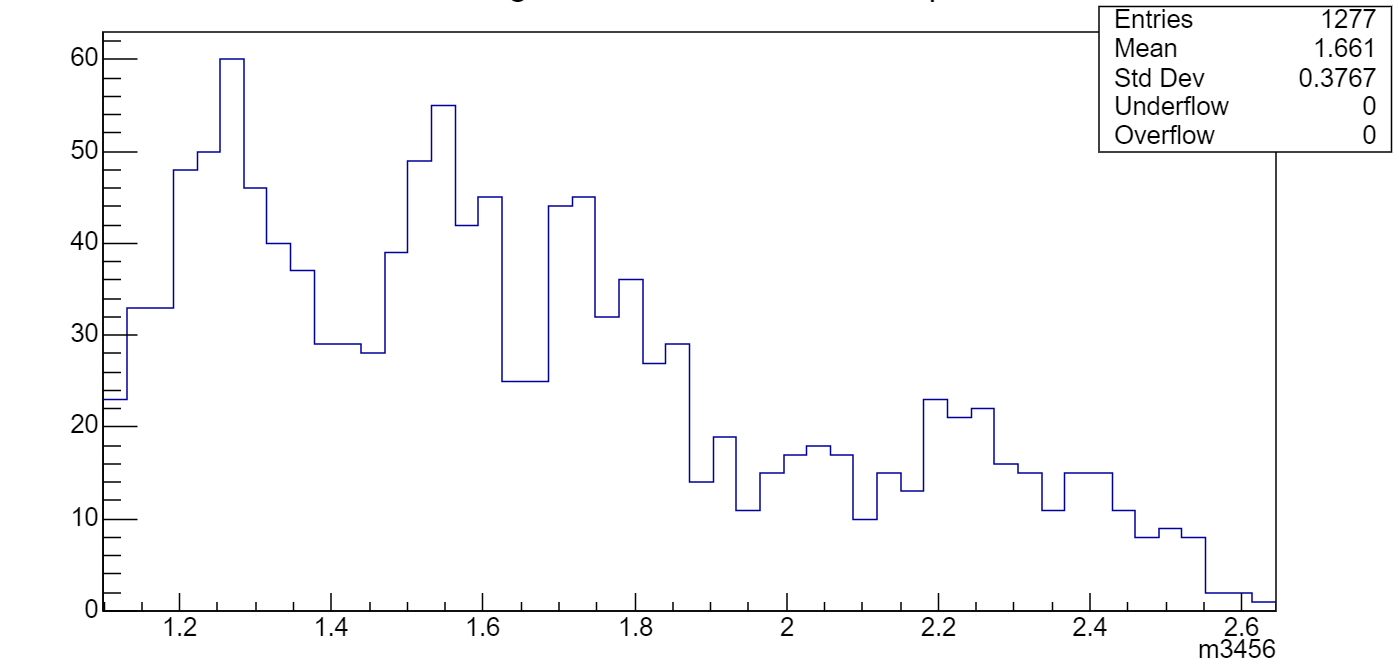 Entries 1277
Mean 1.661
Std Dev 0.3767
Underflow 0
Overflow 0
60
50
40
30
20
10
0
1.2 1.4 1.6 1.8 2 2.2 2.4 2.6
m3456